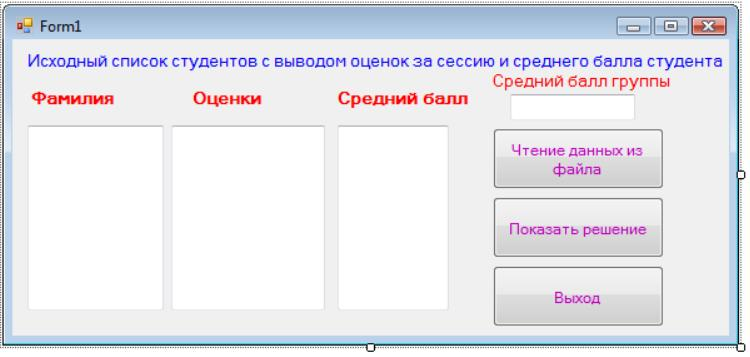 Form1
Исходный список студентов с выводом оценок за сессию и среднего балла студента
Средний балл группы
Фамилия Оценки Средний балл
Чтение данных из
файла
Показать решение
Выход